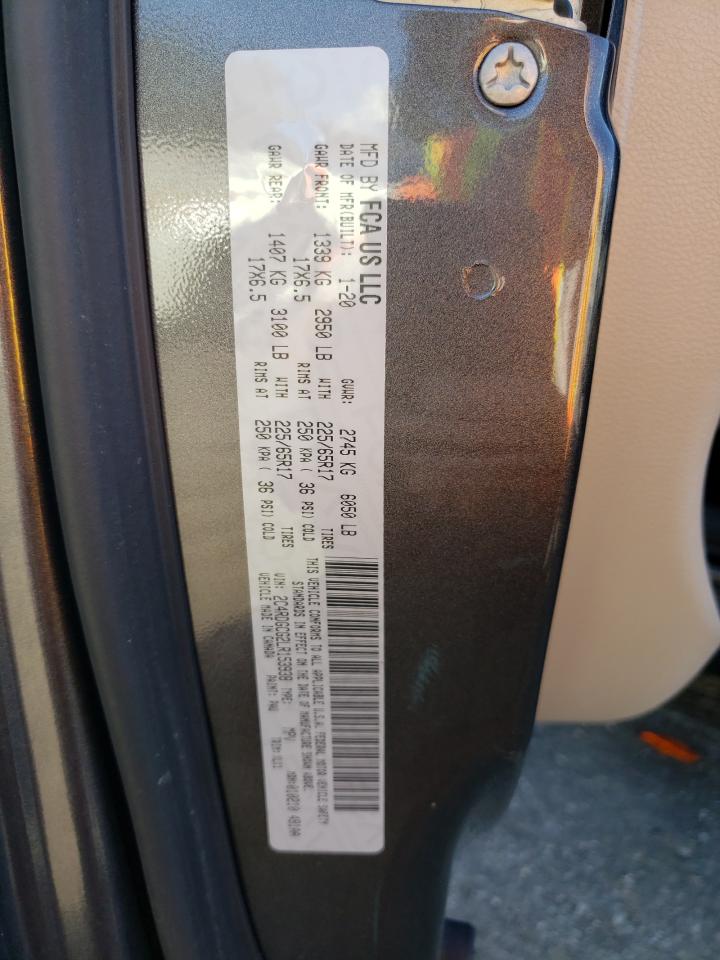 MFD BY FCA US LLC
DATE OF MFR(BUILT): 1-20 GVWR: 2745 KG 6050 LB
GAWR FRONT: 1339 KG 2950 LB WITH 225/65R17 TIRES
17X6.5 RIMS AT 250 KPA ( 36 PSI) COLD
GAWR REAR: 1407 KG 3100 LB WITH 225/65R17 TIRES
17X6.5 RIMS AT 250 KPA ( 36 PSI) COLD
THIS VEHICLE CONFORMS TO ALL APPLICABLE U.S.A. FEDERAL MOTOR VEHICLE SAFETY
STANDARDS IN EFFECT ON THE DATE OF MANUFACTURE SHOWN ABOVE.
VIN: 2C4RDGCG2LR153938 TYPE: MPV
VEHICLE MADE IN CANADA PAINT: TRIM: